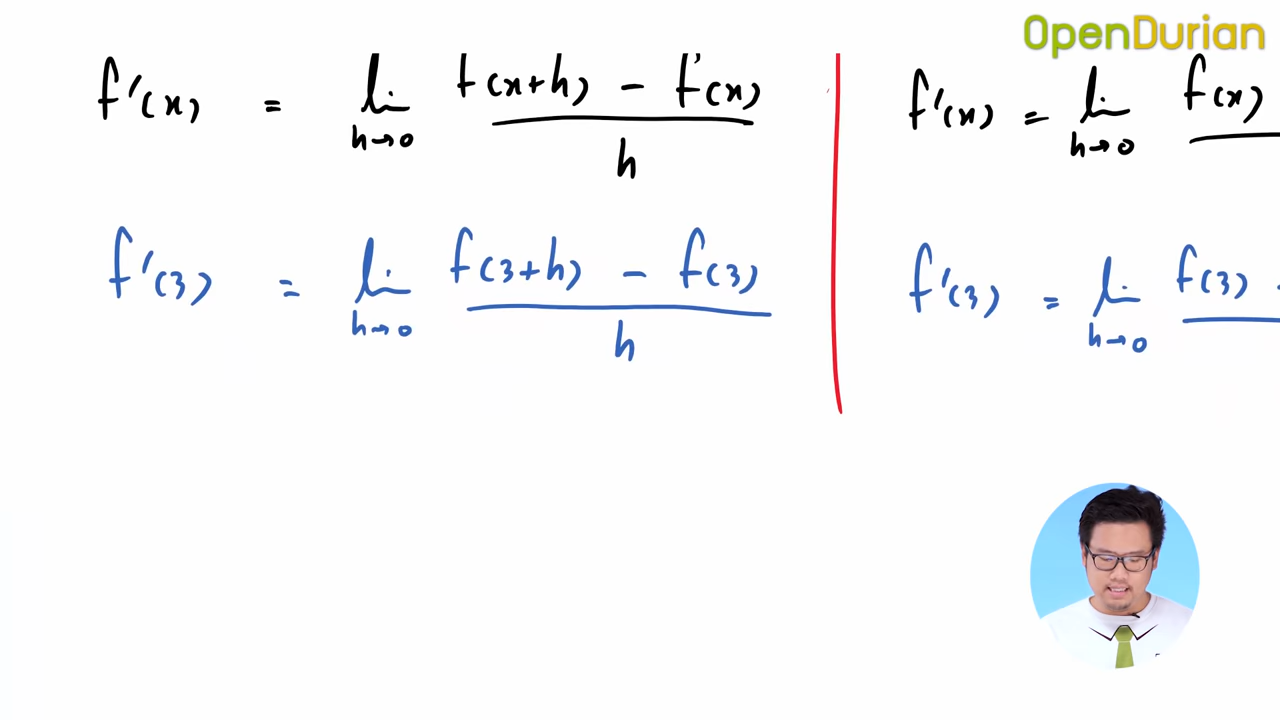 OpenDurian
f'(x) = lim h→0 f(x+h) - f(x) / h
f'(3) = lim h→0 f(3+h) - f(3) / h
f'(x) = lim h→0 f(x)
f'(3) = lim h→0 f(3) -